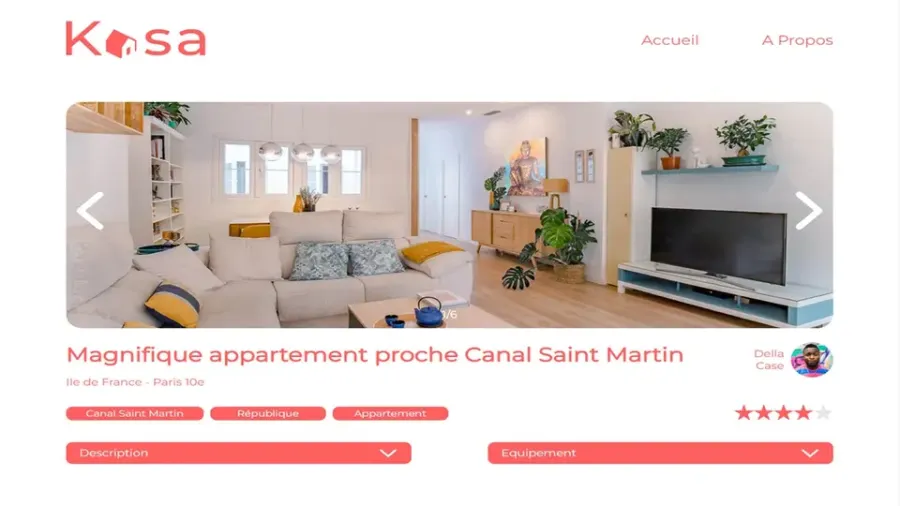 Kasa
Accueil
A Propos
1/6
Magnifique appartement proche Canal Saint Martin
Della
Case
Ile de France - Paris 10e
Canal Saint Martin
République
Appartement
Description
Equipement